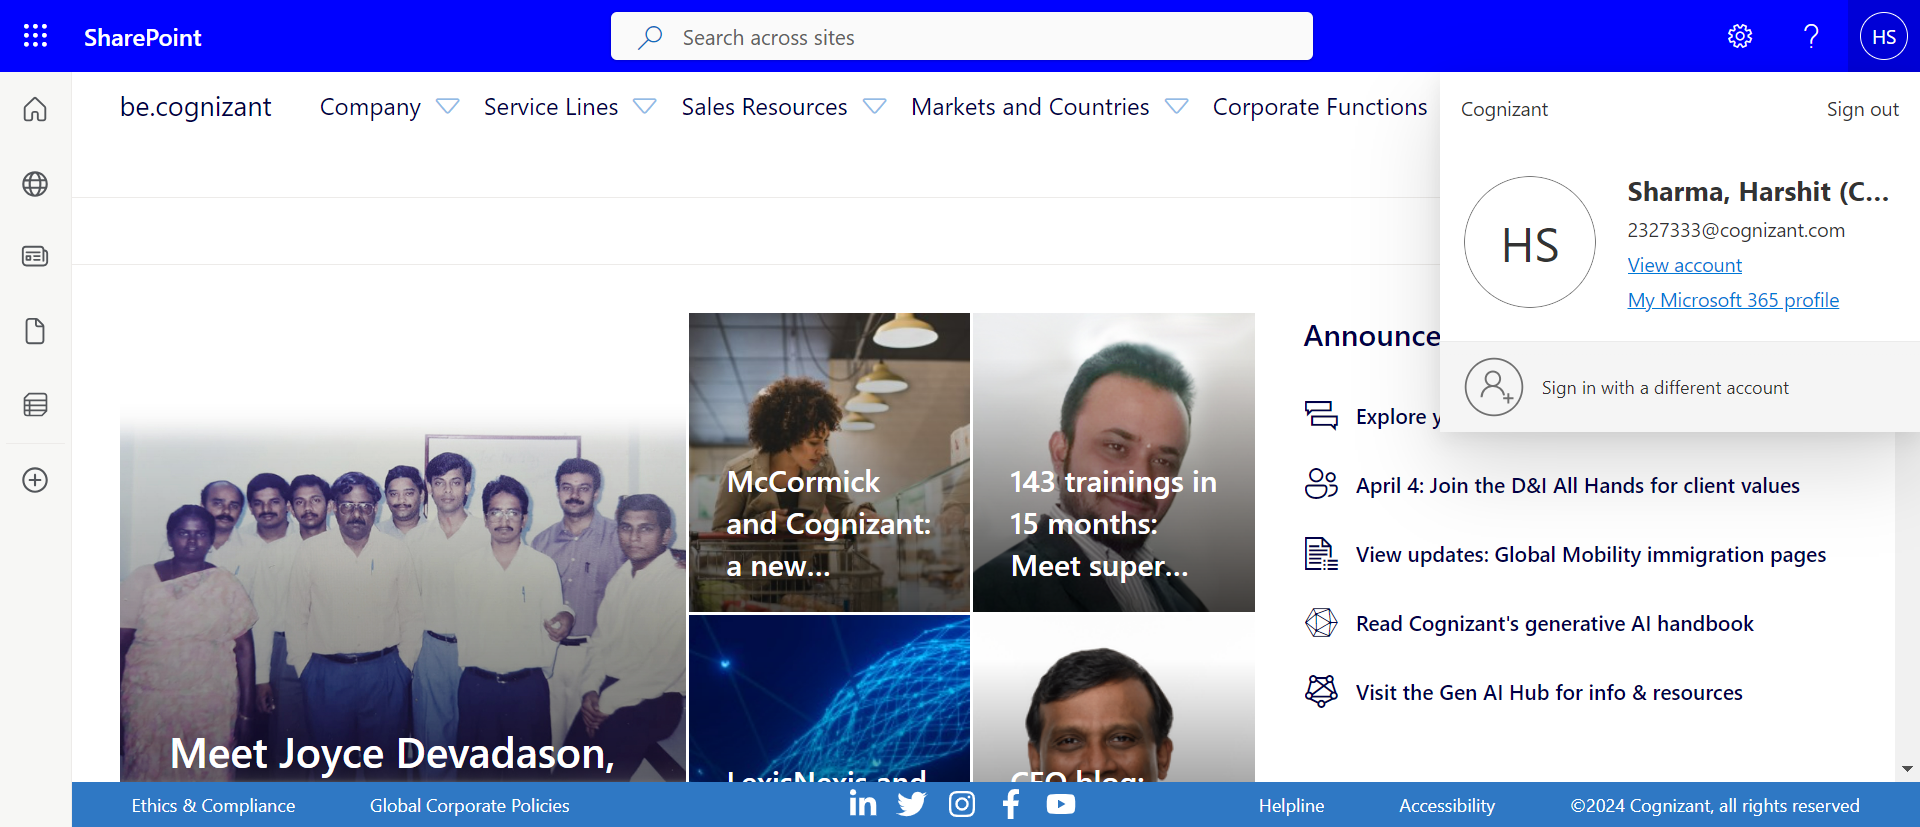 SharePoint
Search across sites
HS
be.cognizant
Company
Service Lines
Sales Resources
Markets and Countries
Corporate Functions
Cognizant
Sign out
HS
Sharma, Harshit (C...
2327333@cognizant.com
View account
My Microsoft 365 profile
Sign in with a different account
Meet Joyce Devadason,
McCormick
and Cognizant:
a new...
143 trainings in
15 months:
Meet super...
LexisNexis and
CEO blog:
Announce
Explore y
April 4: Join the D&I All Hands for client values
View updates: Global Mobility immigration pages
Read Cognizant's generative AI handbook
Visit the Gen AI Hub for info & resources
Ethics & Compliance
Global Corporate Policies
Helpline
Accessibility
©2024 Cognizant, all rights reserved